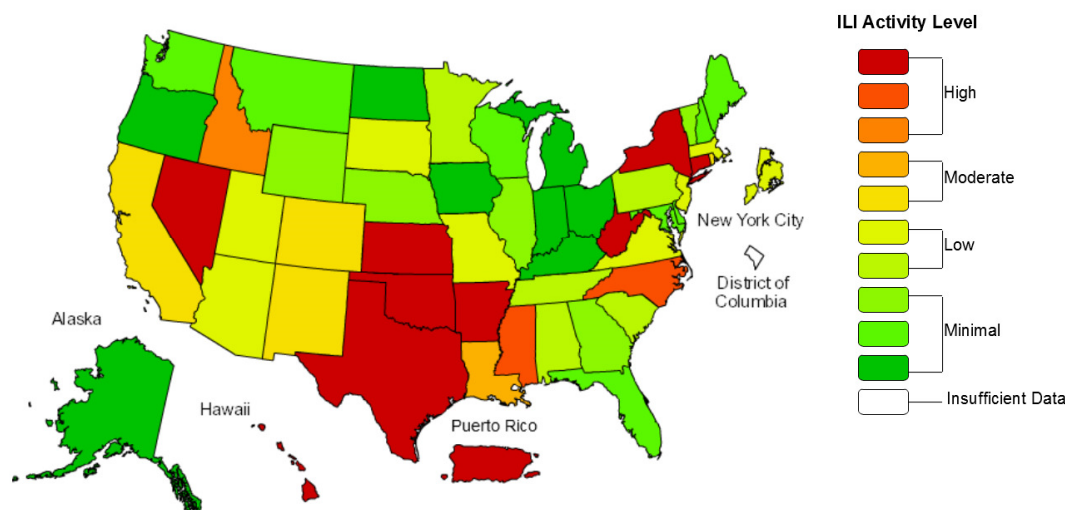 ILI Activity Level
High
Moderate
Low
Minimal
Insufficient Data
New York City
District of
Columbia
Alaska
Hawaii
Puerto Rico